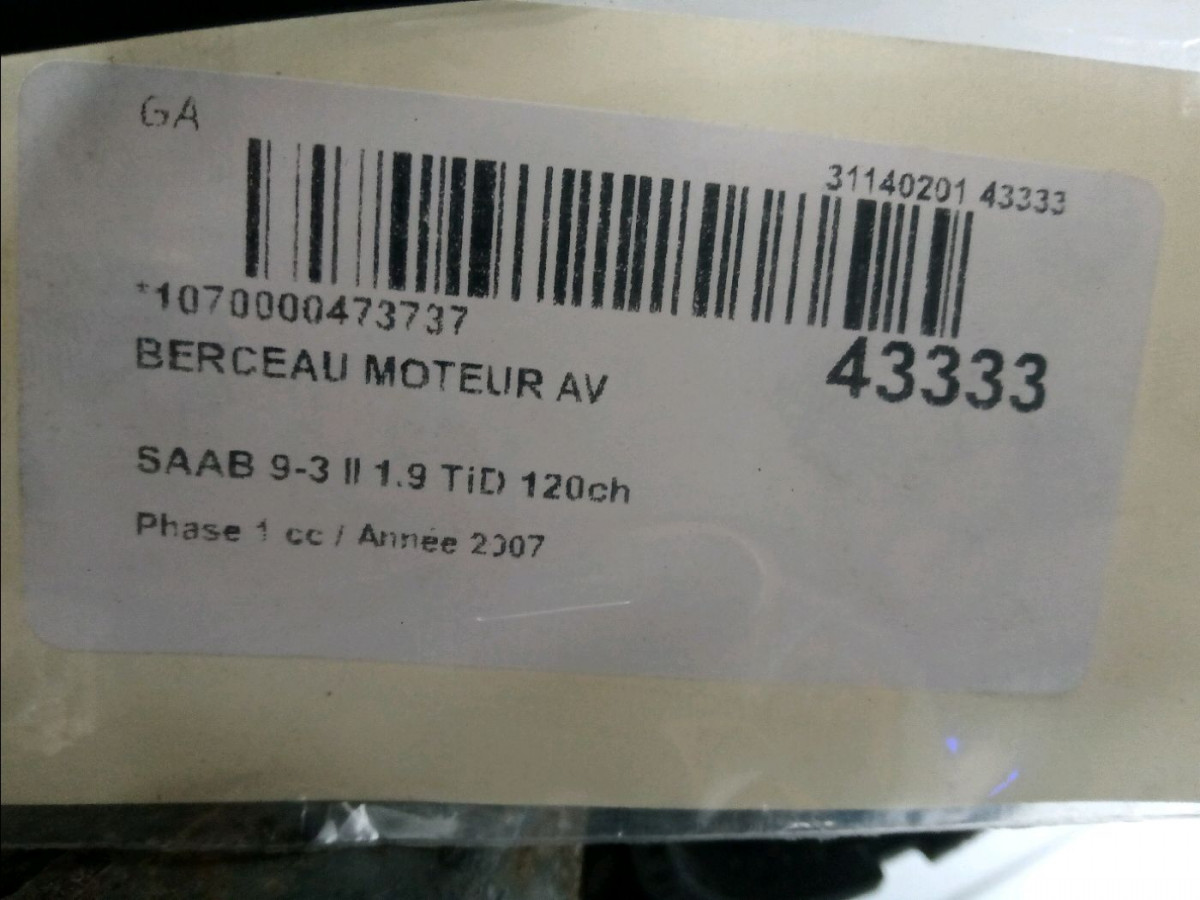 GA
31140201 43333
*1070000473737
43333
BERCEAU MOTEUR AV
SAAB 9-3 II 1.9 TiD 120ch
Phase 1 cc / Année 2007